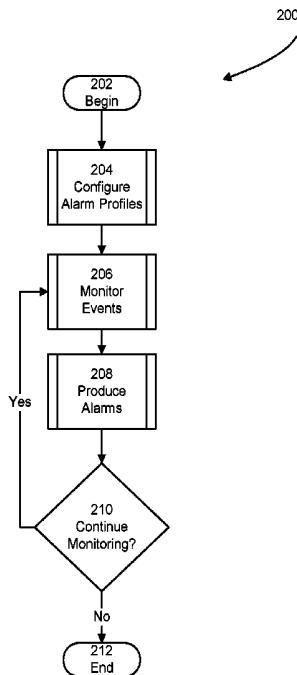 200
202
Begin
204
Configure
Alarm Profiles
206
Monitor
Events
208
Produce
Alarms
Yes
210
Continue
Monitoring?
No
212
End